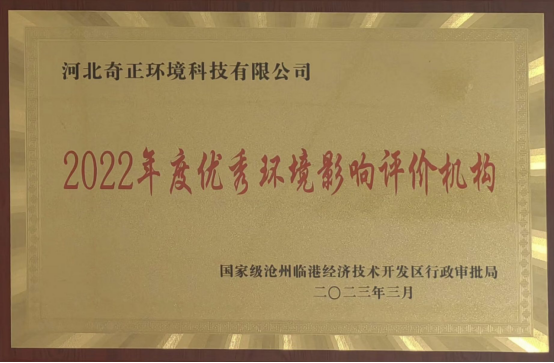 河北奇正环境科技有限公司
2022年度优秀环境影响评价机构
国家级沧州临港经济技术开发区行政审批局
二〇二三年三月